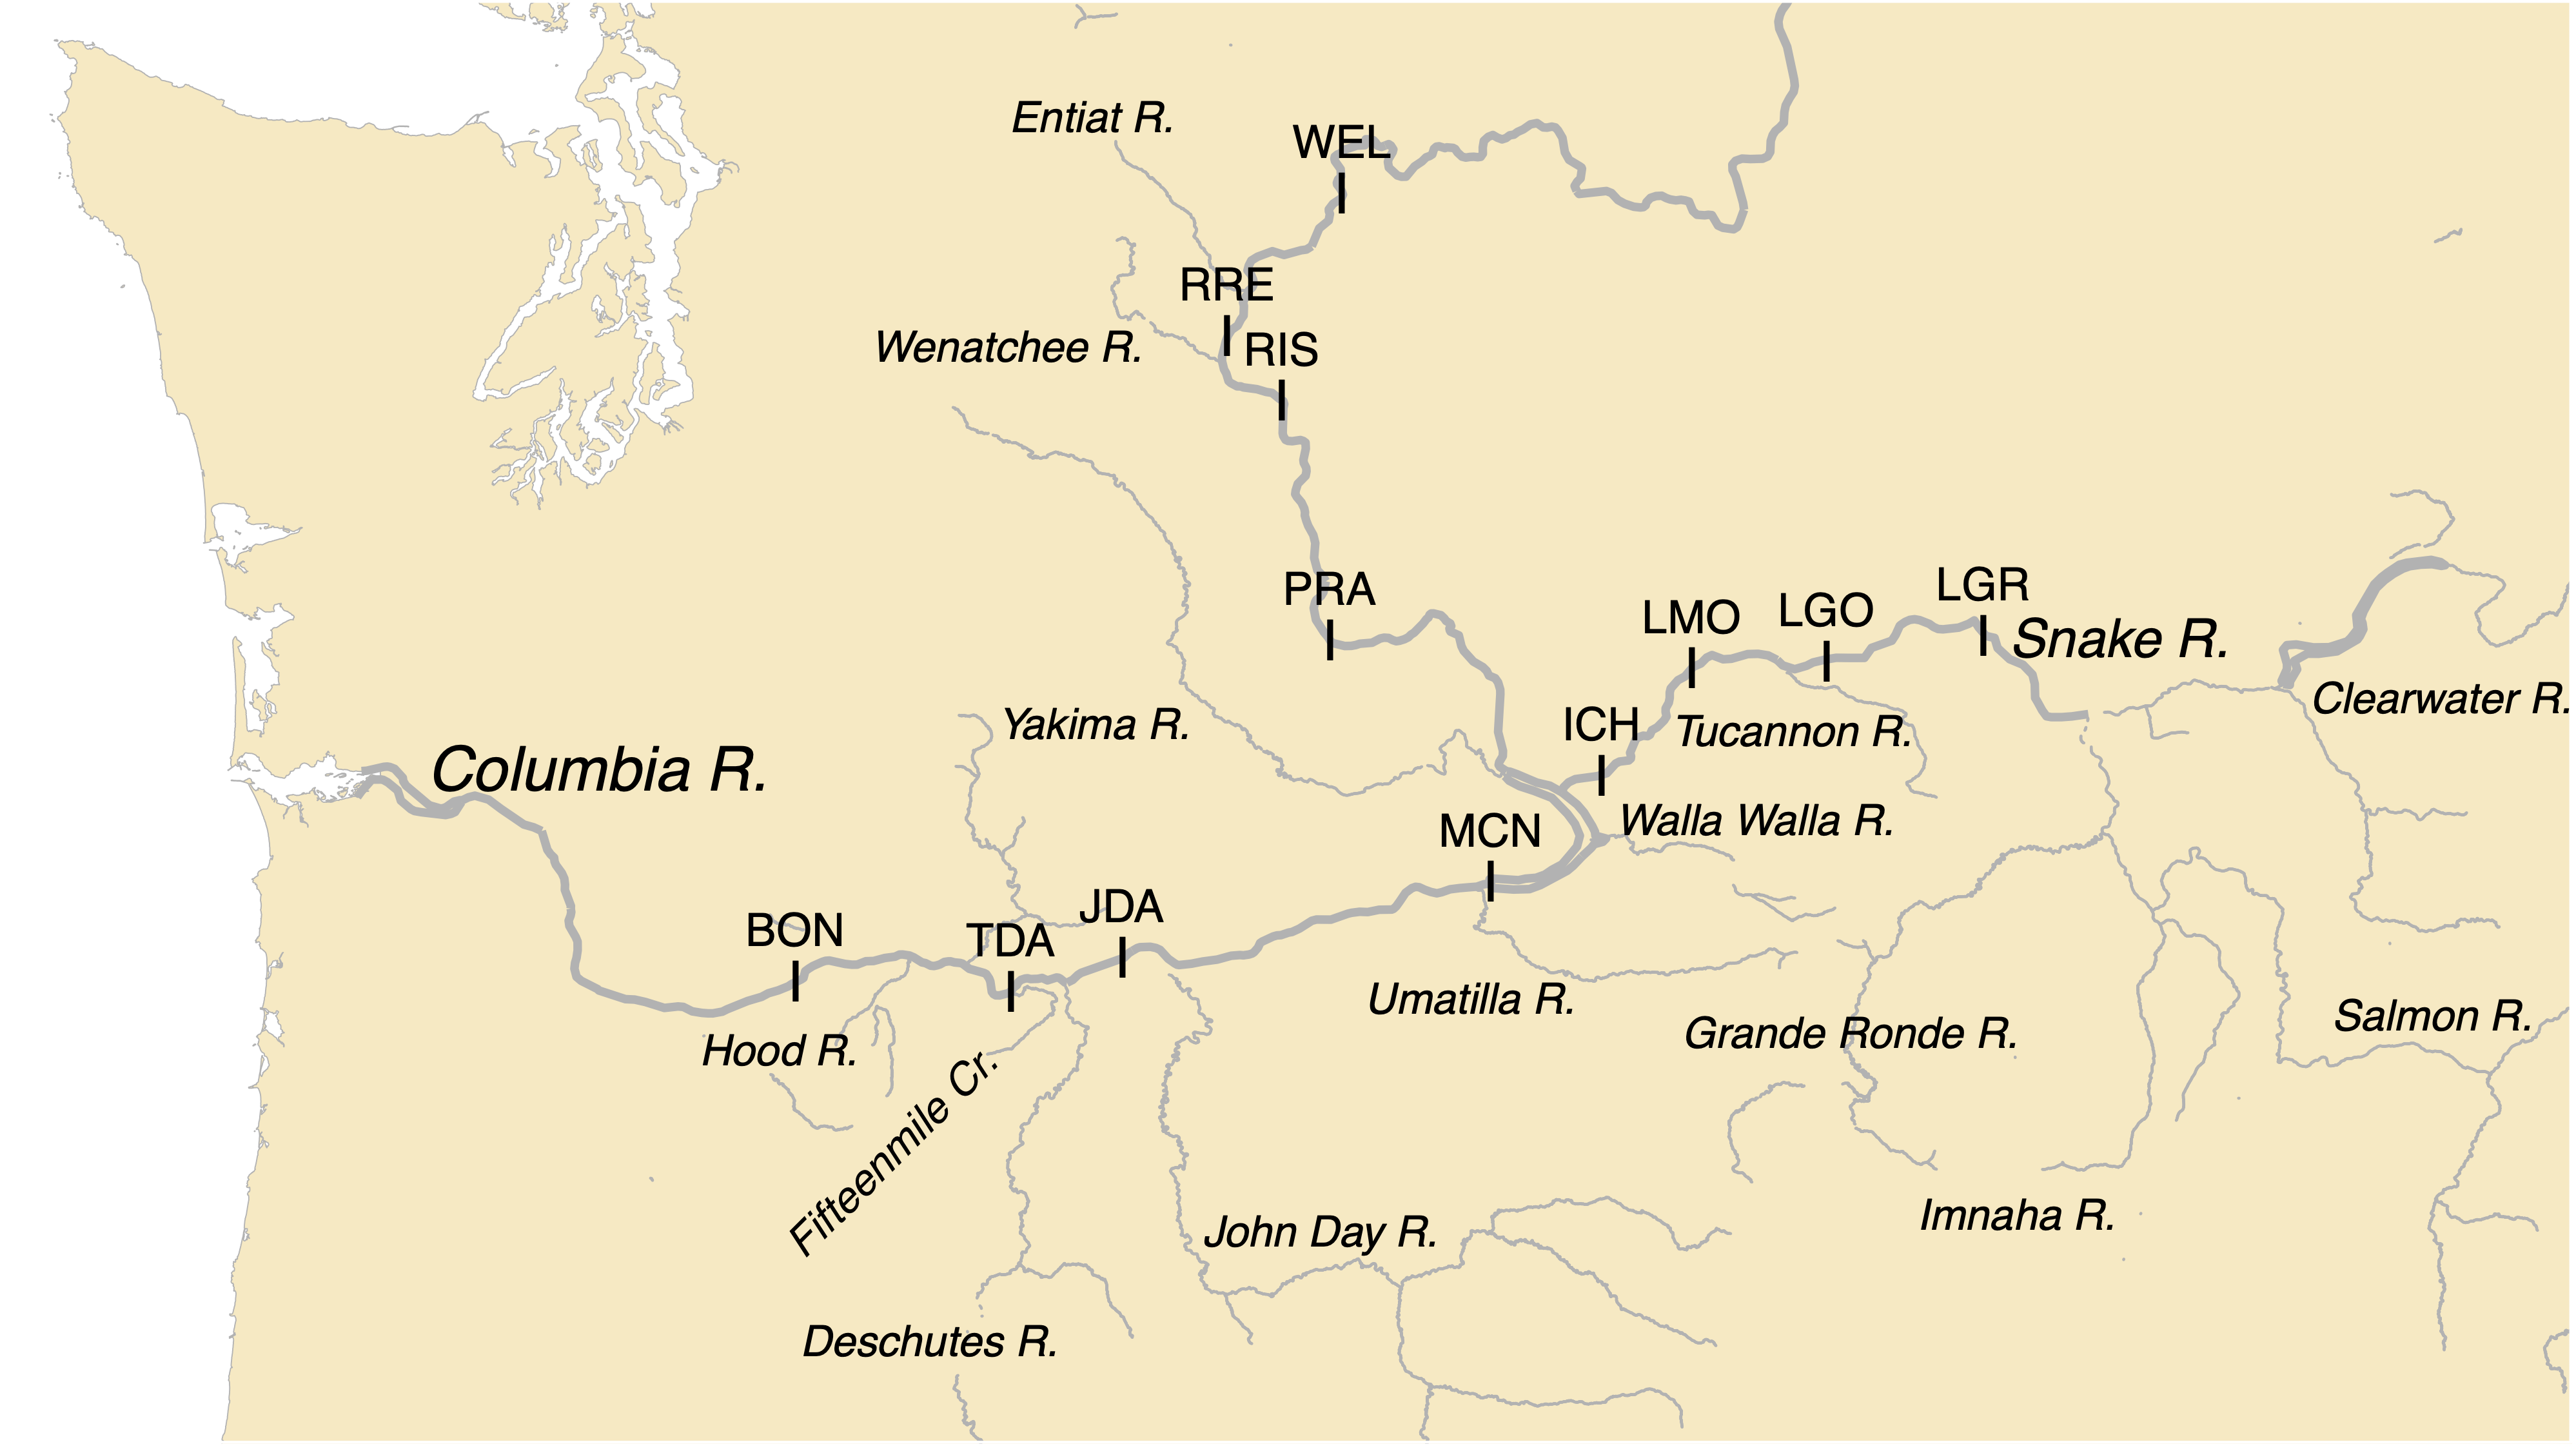 Entiat R.
WEL
RRE
Wenatchee R.
RIS
PRA
LGR
LMO
LGO
Snake R.
Clearwater R.
Yakima R.
ICH
Tucannon R.
Columbia R.
Walla Walla R.
MCN
JDA
BON
TDA
Umatilla R.
Salmon R.
Grande Ronde R.
Hood R.
Fifteenmile Cr.
Imnaha R.
John Day R.
Deschutes R.